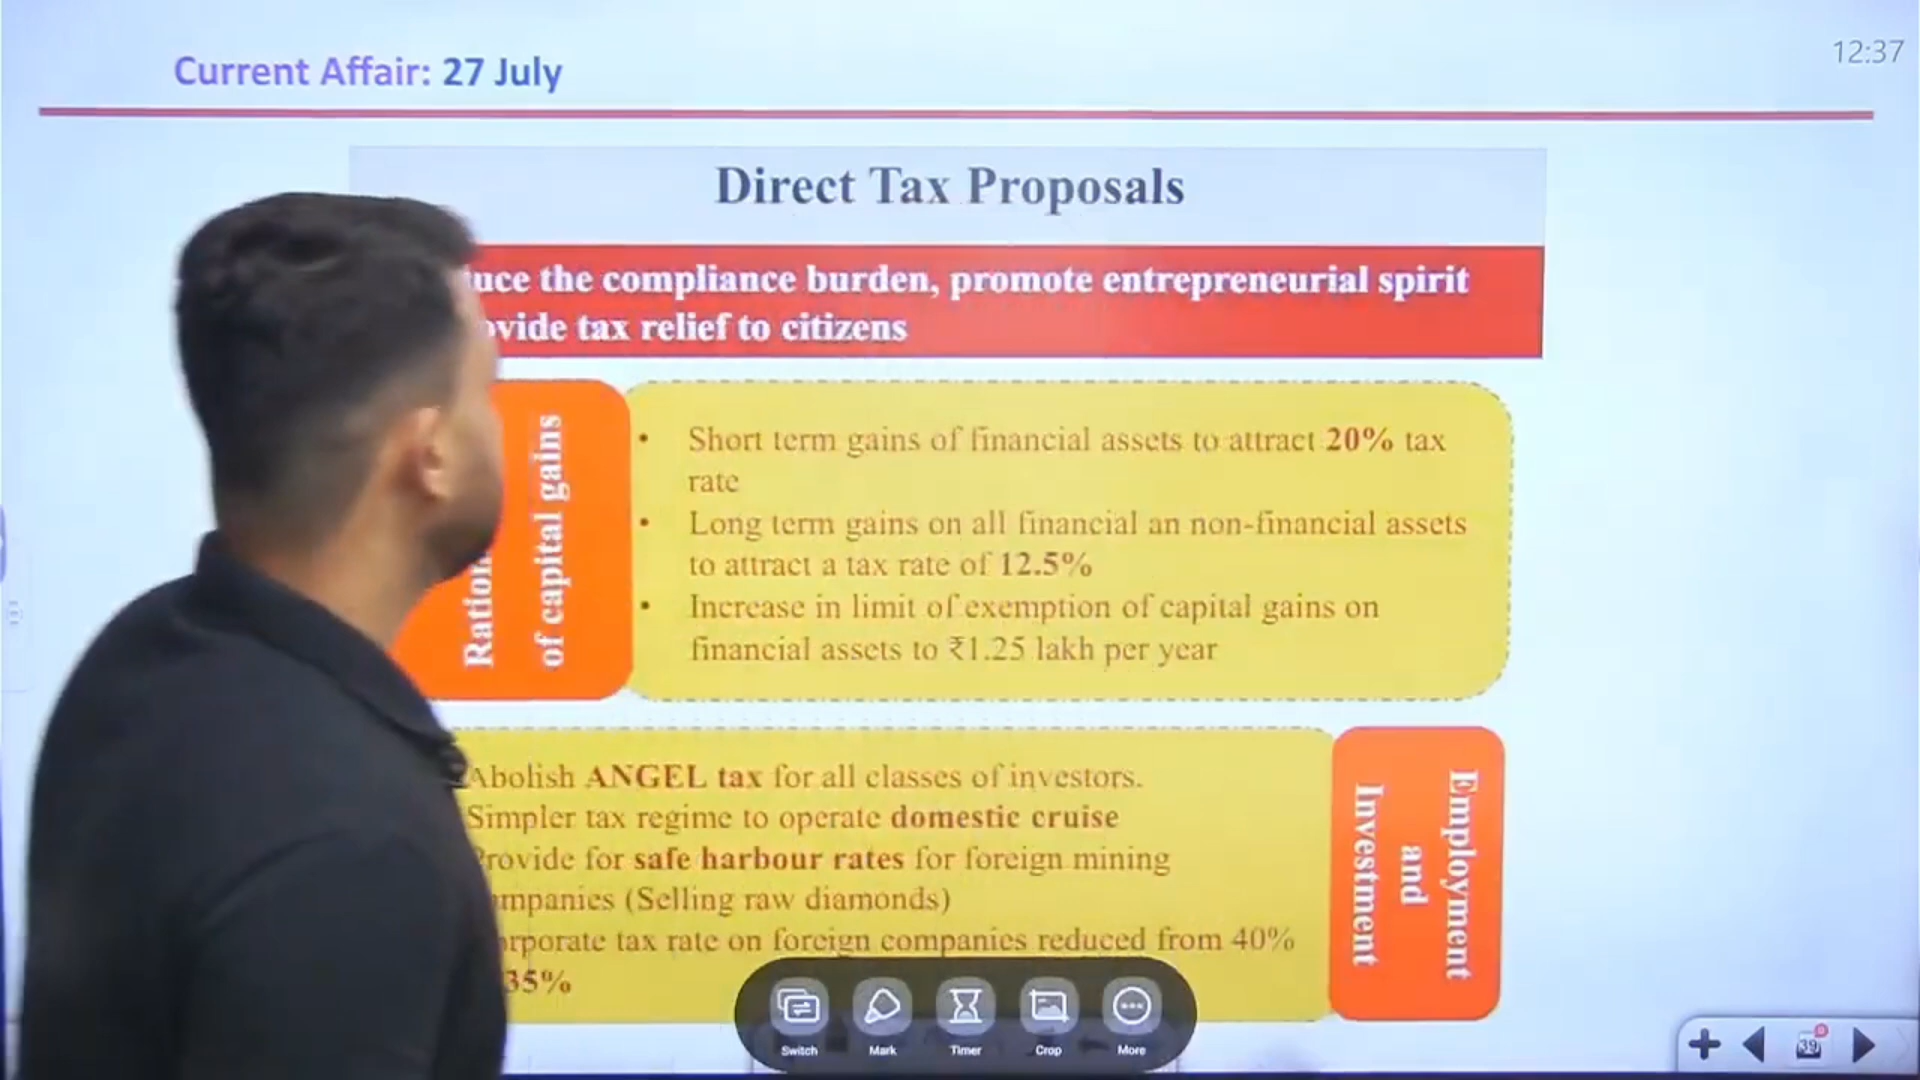 Current Affair: 27 July
12:37
Direct Tax Proposals
the compliance burden, promote entrepreneurial spirit
tax relief to citizens
of capital gains
• Short term gains of financial assets to attract 20% tax
rate
• Long term gains on all financial an non-financial assets
to attract a tax rate of 12.5%
• Increase in limit of exemption of capital gains on
financial assets to ₹1.25 lakh per year
Abolish ANGEL tax for all classes of investors.
Simpler tax regime to operate domestic cruise
Provide for safe harbour rates for foreign mining
(Selling raw diamonds)
tax rate on foreign companies reduced from 40%
35%
Employment
and
Investment
Switch
Mark
Timer
Crop
More
39